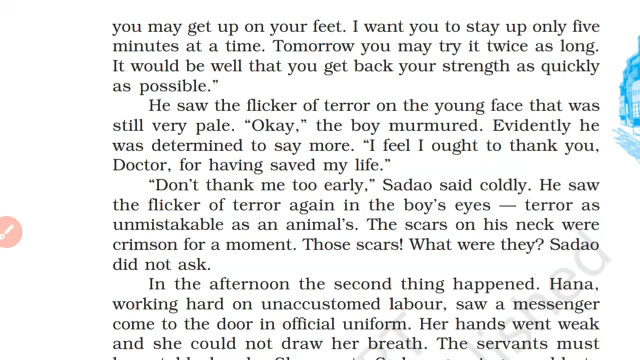 you may get up on your feet. I want you to stay up only five
minutes at a time. Tomorrow you may try it twice as long.
It would be well that you get back your strength as quickly
as possible.”
He saw the flicker of terror on the young face that was
still very pale. “Okay,” the boy murmured. Evidently he
was determined to say more. “I feel I ought to thank you,
Doctor, for having saved my life.”
“Don’t thank me too early,” Sadao said coldly. He saw
the flicker of terror again in the boy’s eyes — terror as
unmistakable as an animal’s. The scars on his neck were
crimson for a moment. Those scars! What were they? Sadao
did not ask.
In the afternoon the second thing happened. Hana,
working hard on unaccustomed labour, saw a messenger
come to the door in official uniform. Her hands went weak
and she could not draw her breath. The servants must